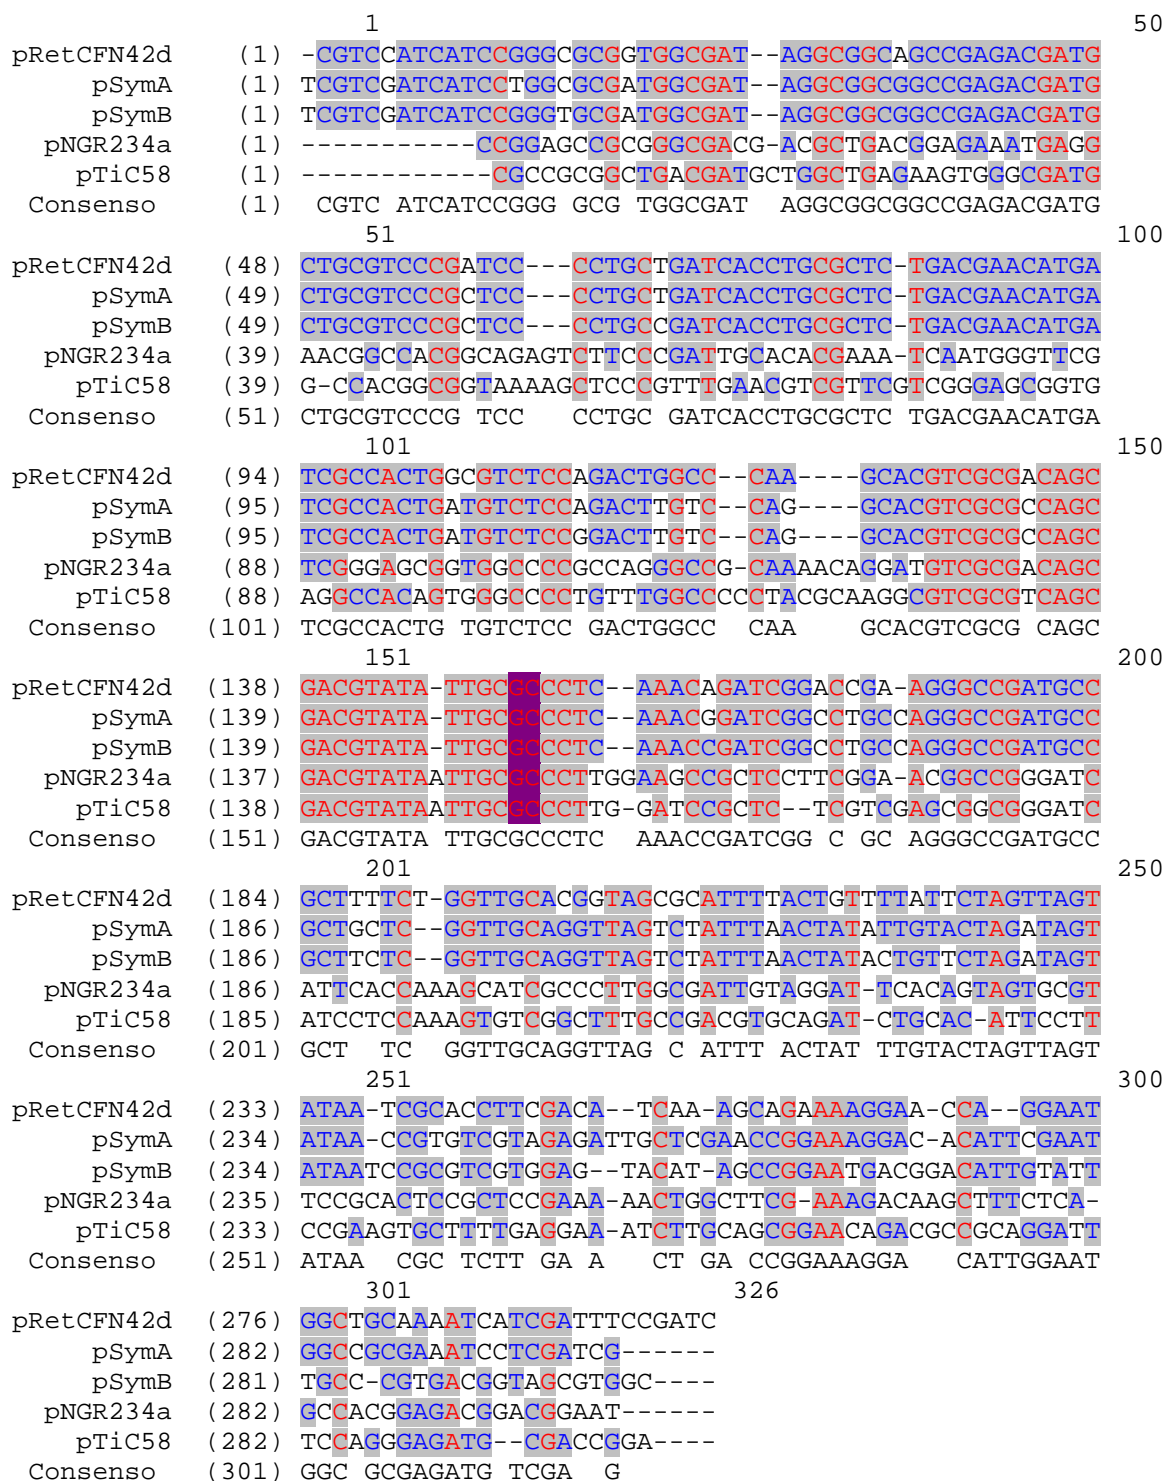 1 50
pRetCFN42d (1) -CGTCCATCATCCGGGCGCGGTGGCGAT--AGGCGGCAGCCGAGACGATG
pSymA (1) TCGTCGATCATCCTGGCGCGATGGCGAT--AGGCGGCGGCCGAGACGATG
pSymB (1) TCGTCGATCATCCGGGTGCGATGGCGAT--AGGCGGCGGCCGAGACGATG
pNGR234a (1) -----------CCGGAGCCGCGGGCGACG-ACGCTGACGGAGAAATGAGG
pTiC58 (1) ------------CGCCGCGGCTGACGATGCTGGCTGAGAAGTGGGCGATG
Consenso (1) CGTC ATCATCCGGG GCG TGGCGAT AGGCGGCGGCCGAGACGATG
51 100
pRetCFN42d (48) CTGCGTCCCGATCC---CCTGCTGATCACCTGCGCTC-TGACGAACATGA
pSymA (49) CTGCGTCCCGCTCC---CCTGCTGATCACCTGCGCTC-TGACGAACATGA
pSymB (49) CTGCGTCCCGCTCC---CCTGCCGATCACCTGCGCTC-TGACGAACATGA
pNGR234a (39) AACGGCCACGGCAGAGTCTTCCCGATTGCACACGAAA-TCAATGGGTTCG
pTiC58 (39) G-CCACGGCGGTAAAAGCTCCCGTTTGAACGTCGTTCGTCGGGAGCGGTG
Consenso (51) CTGCGTCCCG TCC CCTGC GATCACCTGCGCTC TGACGAACATGA
101 150
pRetCFN42d (94) TCGCCACTGGCGTCTCCAGACTGGCC--CAA----GCACGTCGCGACAGC
pSymA (95) TCGCCACTGATGTCTCCAGACTTGTC--CAG----GCACGTCGCGCCAGC
pSymB (95) TCGCCACTGATGTCTCCGGACTTGTC--CAG----GCACGTCGCGCCAGC
pNGR234a (88) TCGGGAGCGGTGGCCCCGCCAGGGCCG-CAAAACAGGATGTCGCGACAGC
pTiC58 (88) AGGCCACAGTGGGCCCCTGTTTGGCCCCCTACGCAAGGCGTCGCGTCAGC
Consenso (101) TCGCCACTG TGTCTCC GACTGGCC CAA GCACGTCGCG CAGC
151 200
pRetCFN42d (138) GACGTATA-TTGCGCCCTC--AAACAGATCGGACCGA-AGGGCCGATGCC
pSymA (139) GACGTATA-TTGCGCCCTC--AAACGGATCGGCCTGCCAGGGCCGATGCC
pSymB (139) GACGTATA-TTGCGCCCTC--AAACCGATCGGCCTGCCAGGGCCGATGCC
pNGR234a (137) GACGTATAATTGCGCCCTTGGAAGCCGCTCCTTCGGA-ACGGCCGGGATC
pTiC58 (138) GACGTATAATTGCGCCCTTG-GATCCGCTC--TCGTCGAGCGGCGGGATC
Consenso (151) GACGTATA TTGCGCCCTC AAACCGATCGG C GC AGGGCCGATGCC
201 250
pRetCFN42d (184) GCTTTTCT-GGTTGCACGGTAGCGCATTTTACTGTTTTATTCTAGTTAGT
pSymA (186) GCTGCTC--GGTTGCAGGTTAGTCTATTTAACTATATTGTACTAGATAGT
pSymB (186) GCTTCTC--GGTTGCAGGTTAGTCTATTTAACTATACTGTTCTAGATAGT
pNGR234a (186) ATTCACCAAAGCATCGCCCTTGGCGATTGTAGGAT-TCACAGTAGTGCGT
pTiC58 (185) ATCCTCCAAAGTGTCGGCTTTGCCGACGTGCAGAT-CTGCAC-ATTCCTT
Consenso (201) GCT TC GGTTGCAGGTTAG C ATTT ACTAT TTGTACTAGTTAGT
251 300
pRetCFN42d (233) ATAA-TCGCACCTTCGACA--TCAA-AGCAGAAAAGGAA-CCA--GGAAT
pSymA (234) ATAA-CCGTGTCGTAGAGATTGCTCGAACCGGAAAGGAC-ACATTCGAAT
pSymB (234) ATAATCCGCGTCGTGGAG--TACAT-AGCCGGAATGACGGACATTGTATT
pNGR234a (235) TCCGCACTCCGCTCCGAAA-AACTGGCTTCG-AAAGACAAGCTTTCTCA-
pTiC58 (233) CCGAAGTGCTTTTGAGGAA-ATCTTGCAGCGGAACAGACGCCGCAGGATT
Consenso (251) ATAA CGC TCTT GA A CT GA CCGGAAAGGA CATTGGAAT
301 326
pRetCFN42d (276) GGCTGCAAAATCATCGATTTCCGATC
pSymA (282) GGCCGCGAAATCCTCGATCG------
pSymB (281) TGCC-CGTGACGGTAGCGTGGC----
pNGR234a (282) GCCACGGAGACGGACGGAAT------
pTiC58 (282) TCCAGGGAGATG--CGACCGGA----
Consenso (301) GGC GCGAGATG TCGA G